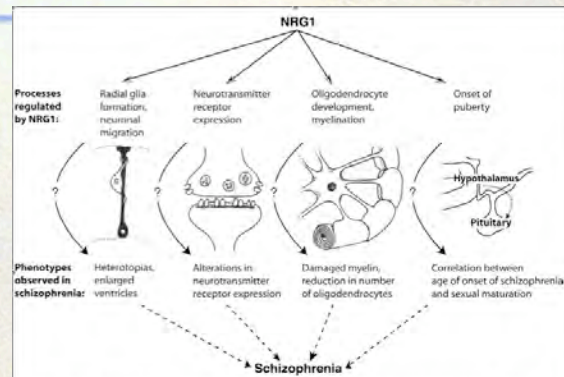 NRG1
Processes regulated by NRG1:
Radial glia formation, neuronal migration
Neurotransmitter receptor expression
Oligodendrocyte development, myelination
Onset of puberty
?
?
?
?
Hypothalamus
Pituitary
Phenotypes observed in schizophrenia:
Heterotopias, enlarged ventricles
Alterations in neurotransmitter receptor expression
Damaged myelin, reduction in number of oligodendrocytes
Correlation between age of onset of schizophrenia and sexual maturation
Schizophrenia